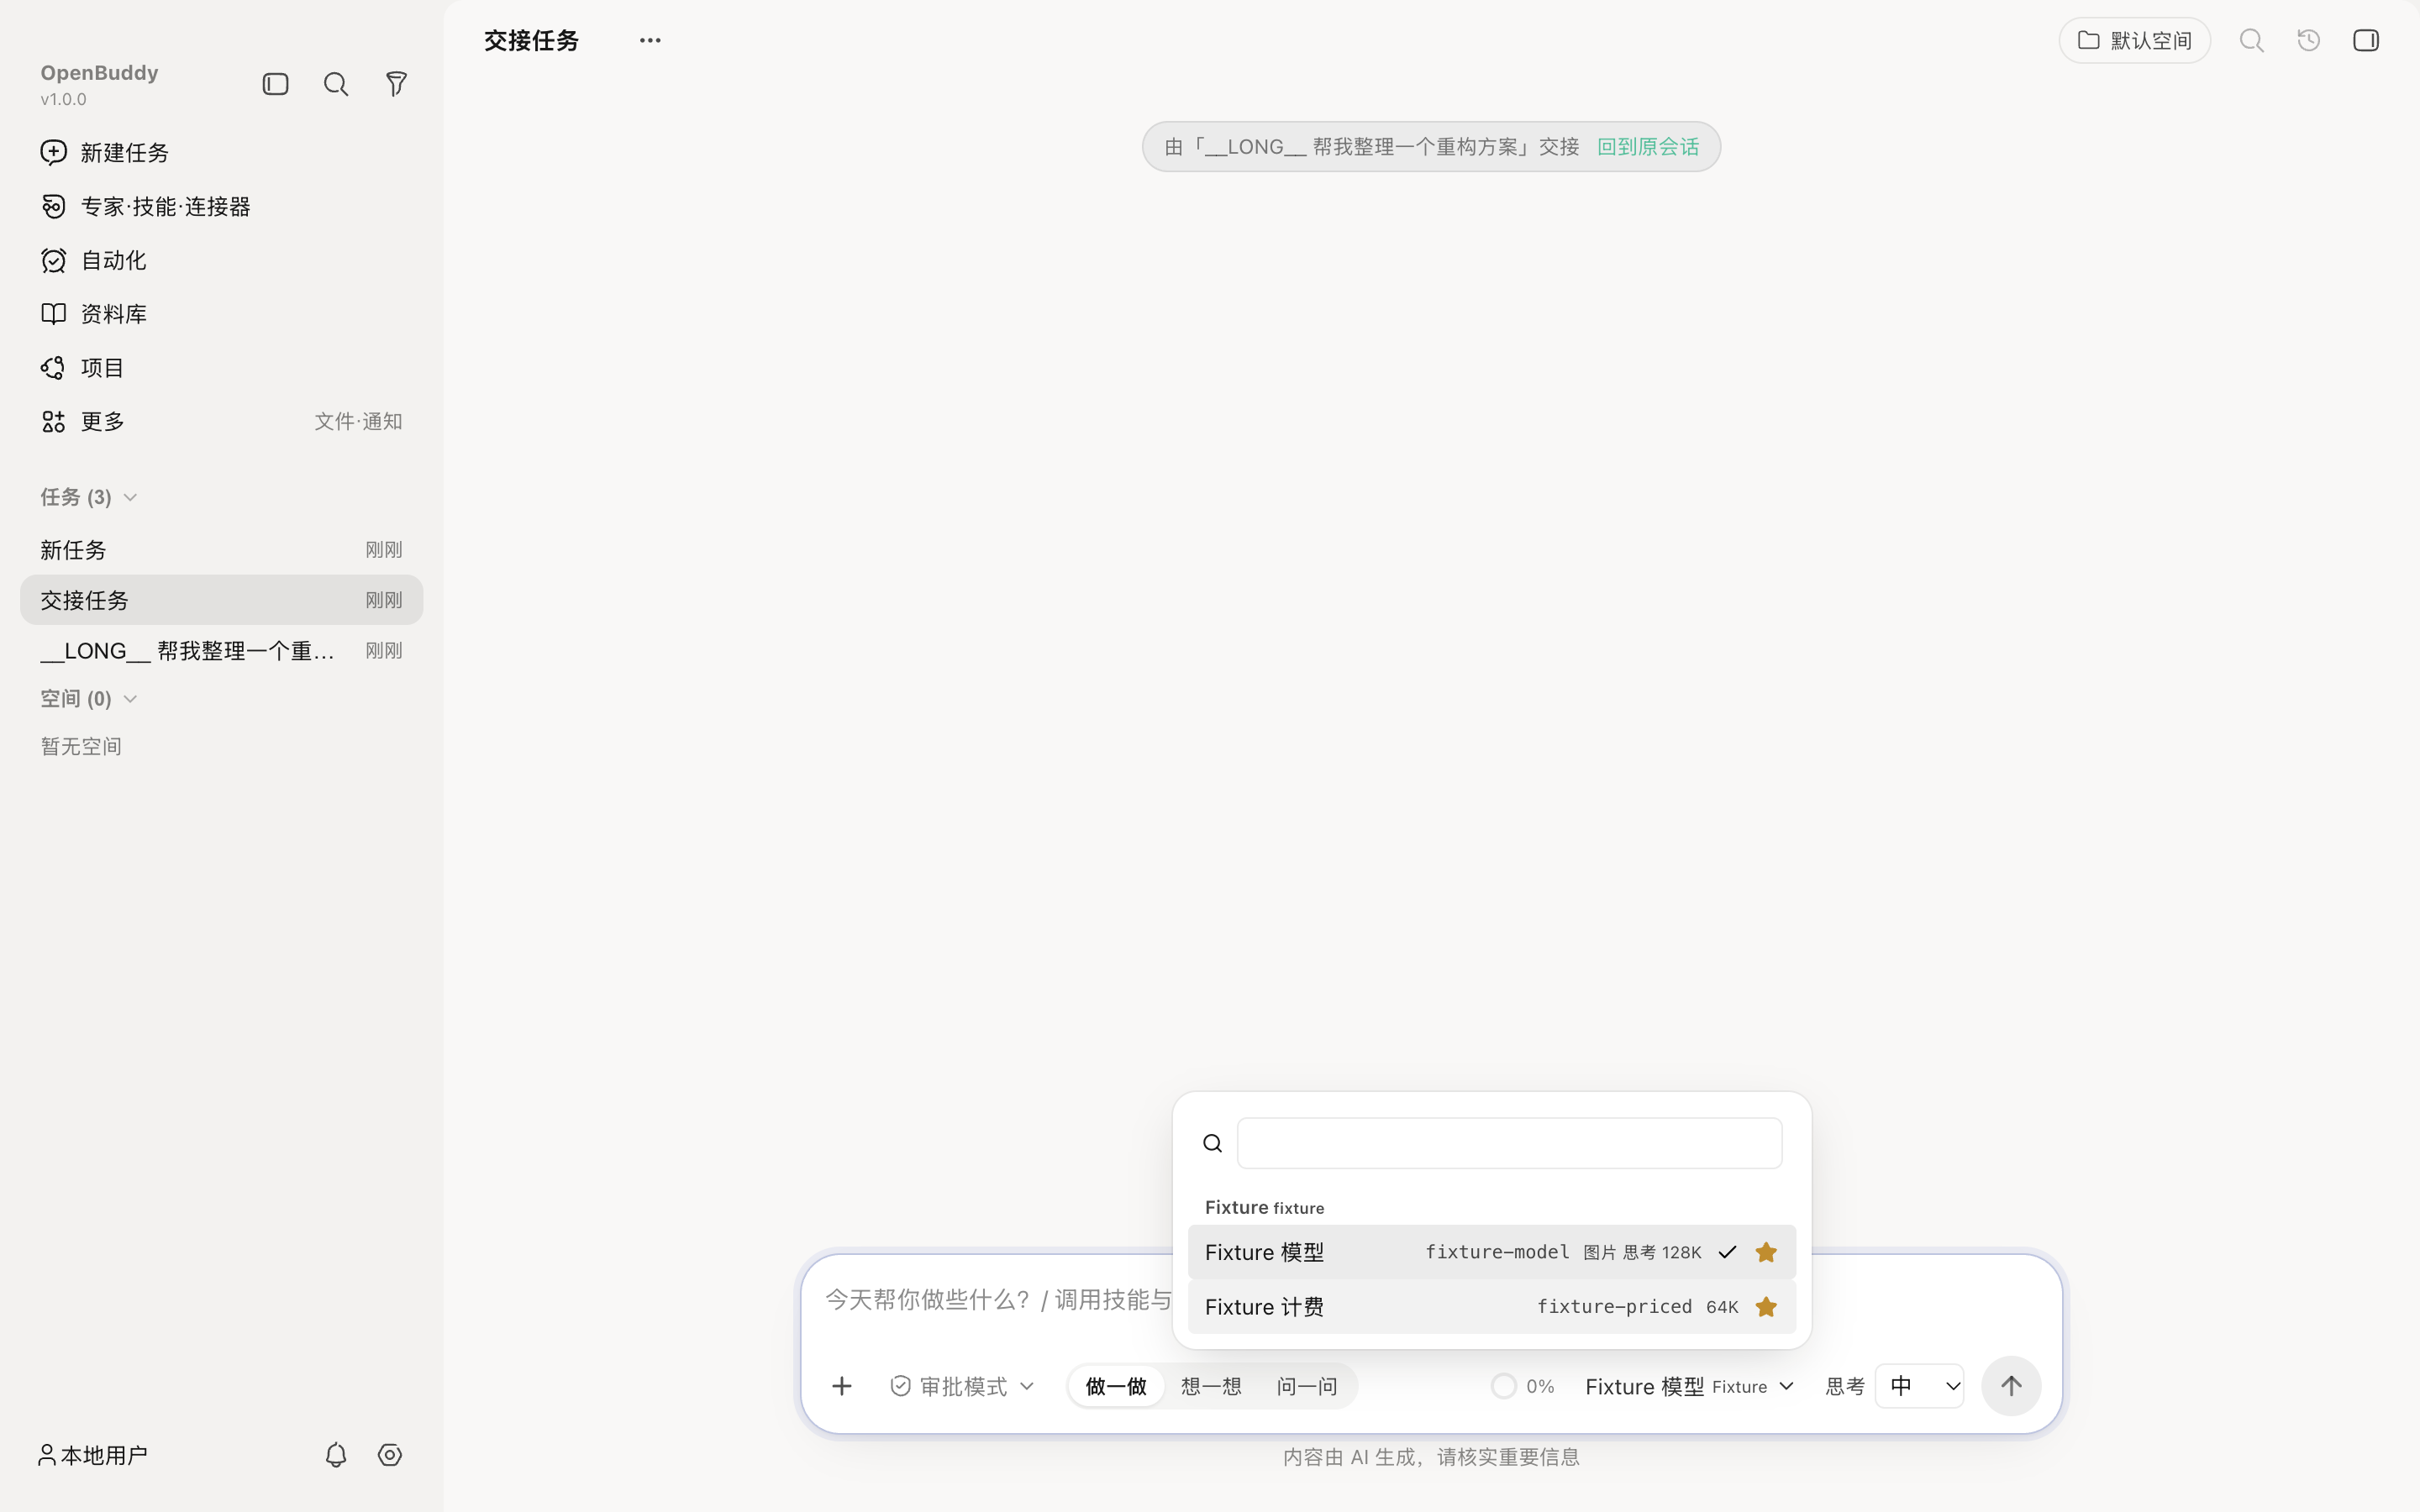 OpenBuddy
v1.0.0
新建任务
专家·技能·连接器
自动化
资料库
项目
更多 文件·通知
任务 (3)
新任务 刚刚
交接任务 刚刚
__LONG__ 帮我整理一个重… 刚刚
空间 (0)
暂无空间
本地用户
交接任务
默认空间
由「__LONG__ 帮我整理一个重构方案」交接 回到原会话
Fixture fixture
Fixture 模型 fixture-model 图片 思考 128K
Fixture 计费 fixture-priced 64K
今天帮你做些什么？/ 调用技能与
审批模式 做一做 想一想 问一问 0% Fixture 模型 Fixture 思考 中
内容由 AI 生成，请核实重要信息